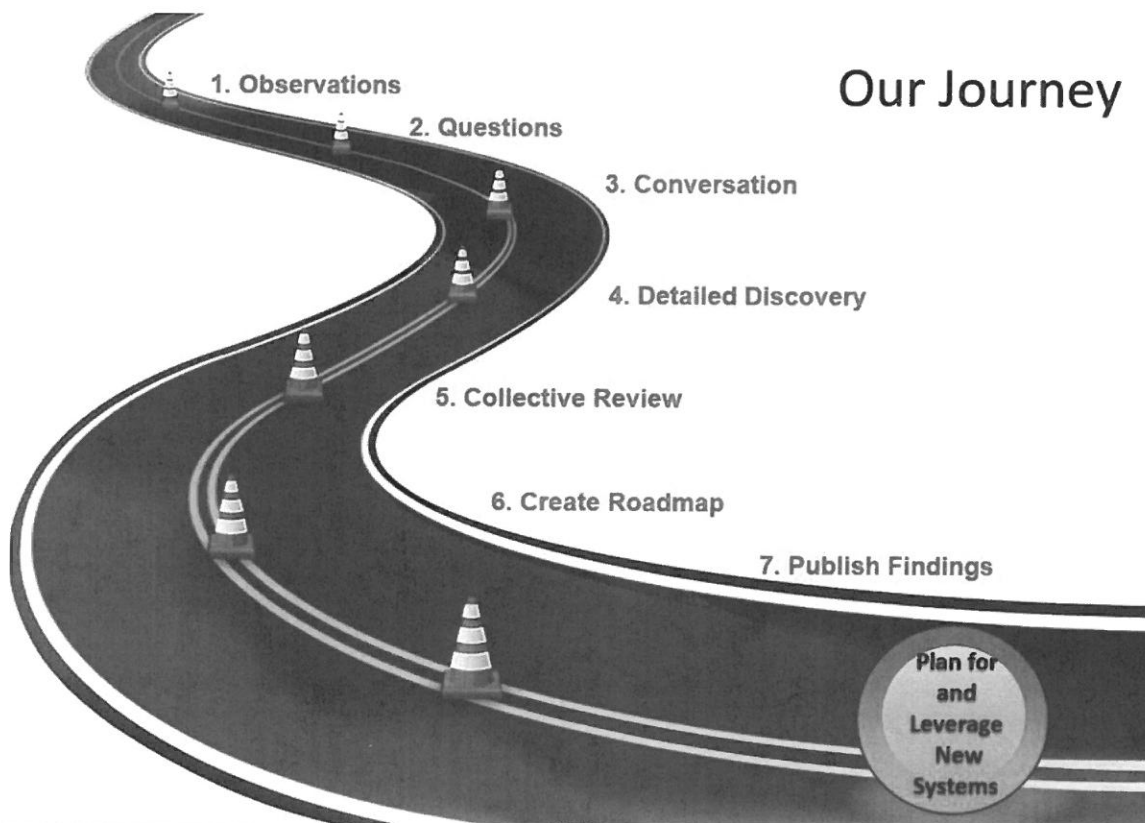 Our Journey
1. Observations
2. Questions
3. Conversation
4. Detailed Discovery
5. Collective Review
6. Create Roadmap
7. Publish Findings
Plan for
and
Leverage
New
Systems